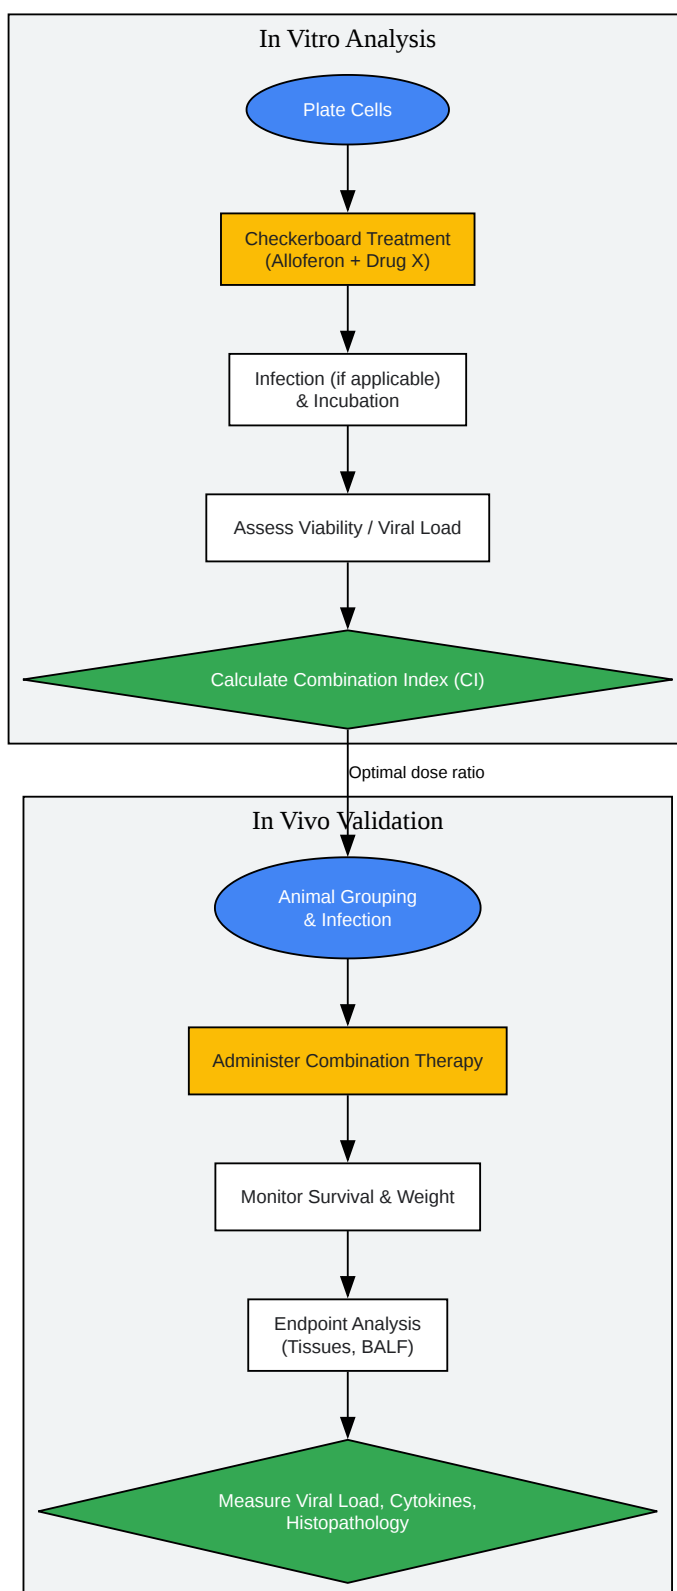 In Vitro Analysis
Plate Cells
Checkerboard Treatment
(Alloferon + Drug X)
Infection (if applicable)
& Incubation
Assess Viability / Viral Load
Calculate Combination Index (CI)
Optimal dose ratio
In Vivo Validation
Animal Grouping
& Infection
Administer Combination Therapy
Monitor Survival & Weight
Endpoint Analysis
(Tissues, BALF)
Measure Viral Load, Cytokines,
Histopathology